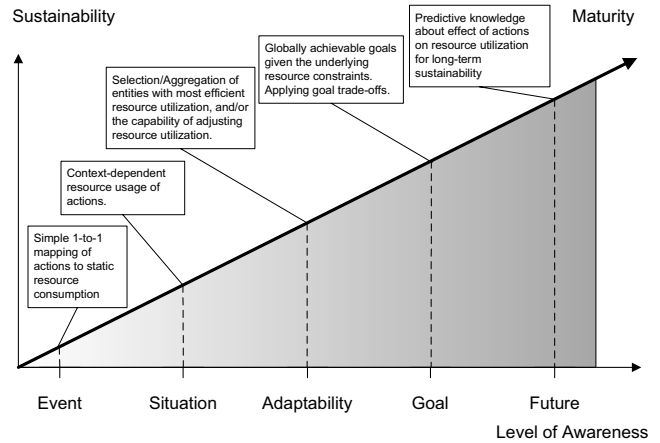 Sustainability
Maturity
Predictive knowledge
about effect of actions
on resource utilization
for long-term
sustainability
Globally achievable goals
given the underlying
resource constraints.
Applying goal trade-offs.
Selection/Aggregation of
entities with most efficient
resource utilization, and/or
the capability of adjusting
resource utilization.
Context-dependent
resource usage of
actions.
Simple 1-to-1
mapping of
actions to static
resource
consumption
Event
Situation
Adaptability
Goal
Future
Level of Awareness